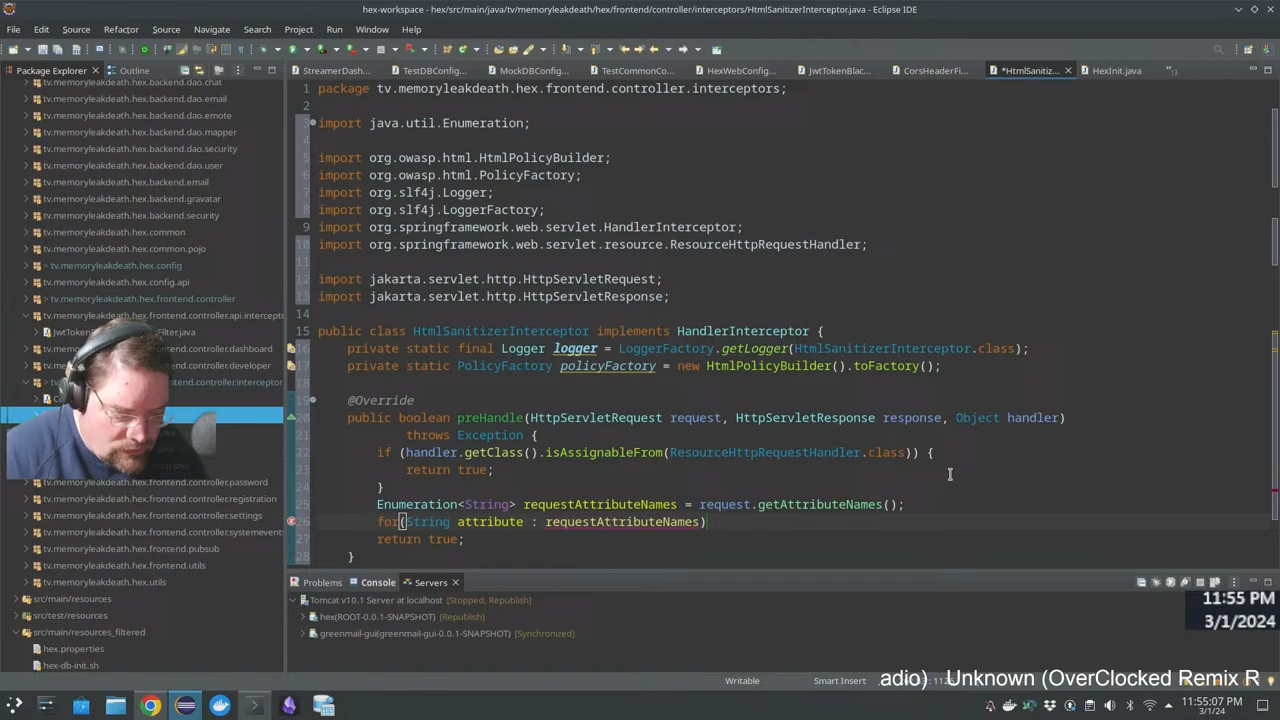 hex-workspace - hex/src/main/java/tv/memoryleakdeath/hex/frontend/controller/interceptors/HtmlSanitizerInterceptor.java - Eclipse IDE
File Edit Source Refactor Source Navigate Search Project Run Window Help
Package Explorer Outline
StreamerDash... TestDBConfig... MockDBConfig... TestCommonCo... HexWebConfig... JwtTokenBlac... CorsHeaderFi... *HtmlSanitiz... HexInit.java
tv.memoryleakdeath.hex.backend.dao.chat
tv.memoryleakdeath.hex.backend.dao.email
tv.memoryleakdeath.hex.backend.dao.emote
tv.memoryleakdeath.hex.backend.dao.mapper
tv.memoryleakdeath.hex.backend.dao.security
tv.memoryleakdeath.hex.backend.dao.user
tv.memoryleakdeath.hex.backend.email
tv.memoryleakdeath.hex.backend.gravatar
tv.memoryleakdeath.hex.backend.security
tv.memoryleakdeath.hex.common
tv.memoryleakdeath.hex.common.pojo
> tv.memoryleakdeath.hex.config
tv.memoryleakdeath.hex.config.api
> tv.memoryleakdeath.hex.frontend.controller
tv.memoryleakdeath.hex.frontend.controller.api.intercepto
JwtToken Filter.java
tv.memoryleakdeath.hex.frontend.controller.dashboard
tv.memoryleakdeath.hex.frontend.controller.developer
> tv.memoryleakdeath.hex.frontend.controller.interceptor
tv.memoryleakdeath.hex.frontend.controller.password
tv.memoryleakdeath.hex.frontend.controller.registration
tv.memoryleakdeath.hex.frontend.controller.settings
tv.memoryleakdeath.hex.frontend.controller.systemevent
tv.memoryleakdeath.hex.frontend.pubsub
tv.memoryleakdeath.hex.frontend.utils
tv.memoryleakdeath.hex.utils
src/main/resources
src/test/resources
src/main/resources_filtered
hex.properties
hex-db-init.sh
1 package tv.memoryleakdeath.hex.frontend.controller.interceptors;
2
3 import java.util.Enumeration;
5 import org.owasp.html.HtmlPolicyBuilder;
6 import org.owasp.html.PolicyFactory;
7 import org.slf4j.Logger;
8 import org.slf4j.LoggerFactory;
9 import org.springframework.web.servlet.HandlerInterceptor;
10 import org.springframework.web.servlet.resource.ResourceHttpRequestHandler;
12 import jakarta.servlet.http.HttpServletRequest;
13 import jakarta.servlet.http.HttpServletResponse;
14
15 public class HtmlSanitizerInterceptor implements HandlerInterceptor {
16 private static final Logger logger = LoggerFactory.getLogger(HtmlSanitizerInterceptor.class);
17 private static PolicyFactory policyFactory = new HtmlPolicyBuilder().toFactory();
18
19 @Override
20 public boolean preHandle(HttpServletRequest request, HttpServletResponse response, Object handler)
21 throws Exception {
22 if (handler.getClass().isAssignableFrom(ResourceHttpRequestHandler.class)) {
23 return true;
24 }
25 Enumeration<String> requestAttributeNames = request.getAttributeNames();
26 for(String attribute : requestAttributeNames)
27 return true;
28 }
Problems Console Servers
Tomcat v10.1 Server at localhost [Stopped, Republish]
hex(ROOT-0.0.1-SNAPSHOT) [Republish]
greenmail-gui(greenmail-gui-0.0.1-SNAPSHOT) [Synchronized]
11:55 PM
3/1/2024
Writable Smart Insert
adio) - Unknown (OverClocked Remix R
11:55:07 PM
3/1/24